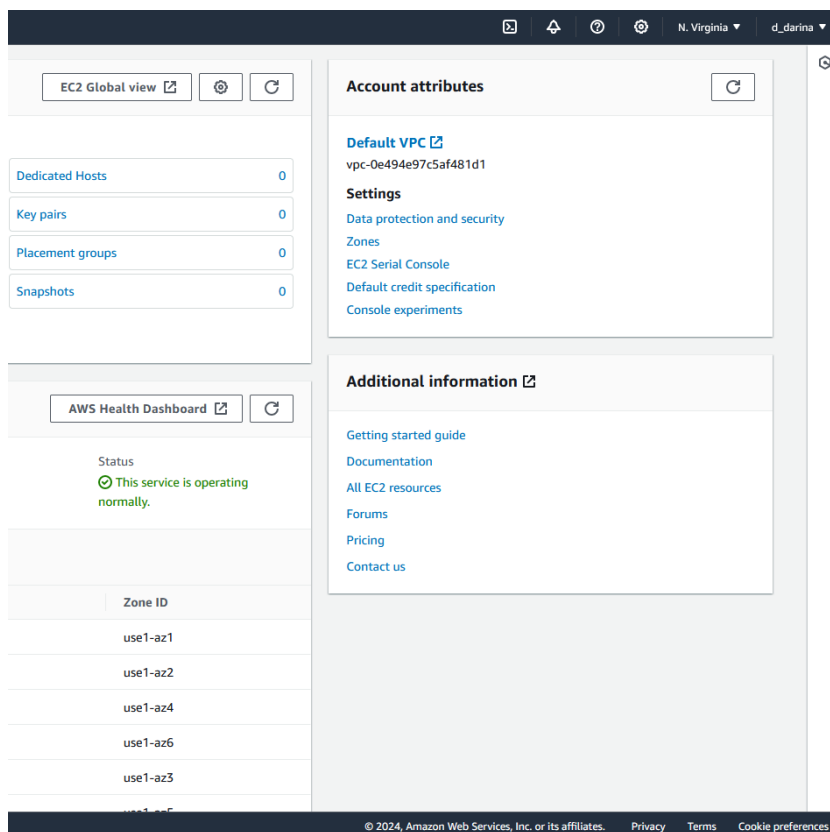 N. Virginia
d_darina
EC2 Global view
Dedicated Hosts 0
Key pairs 0
Placement groups 0
Snapshots 0
Account attributes
Default VPC
vpc-0e494e97c5af481d1
Settings
Data protection and security
Zones
EC2 Serial Console
Default credit specification
Console experiments
AWS Health Dashboard
Status
This service is operating
normally.
Zone ID
use1-az1
use1-az2
use1-az4
use1-az6
use1-az3
use1-az5
Additional information
Getting started guide
Documentation
All EC2 resources
Forums
Pricing
Contact us
© 2024, Amazon Web Services, Inc. or its affiliates. Privacy Terms Cookie preferences